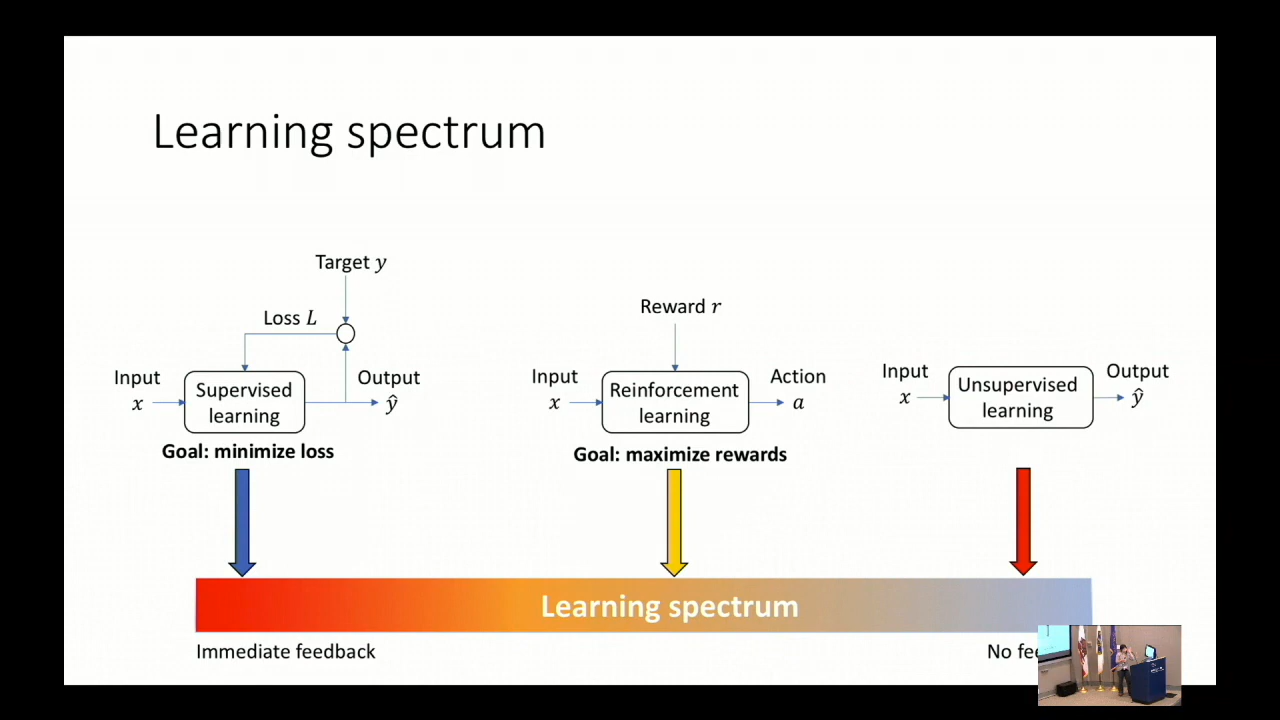 Learning spectrum
Target y
Loss L
Input
x
Supervised
learning
Output
ŷ
Goal: minimize loss
Reward r
Input
x
Reinforcement
learning
Action
a
Goal: maximize rewards
Input
x
Unsupervised
learning
Output
ŷ
Learning spectrum
Immediate feedback
No